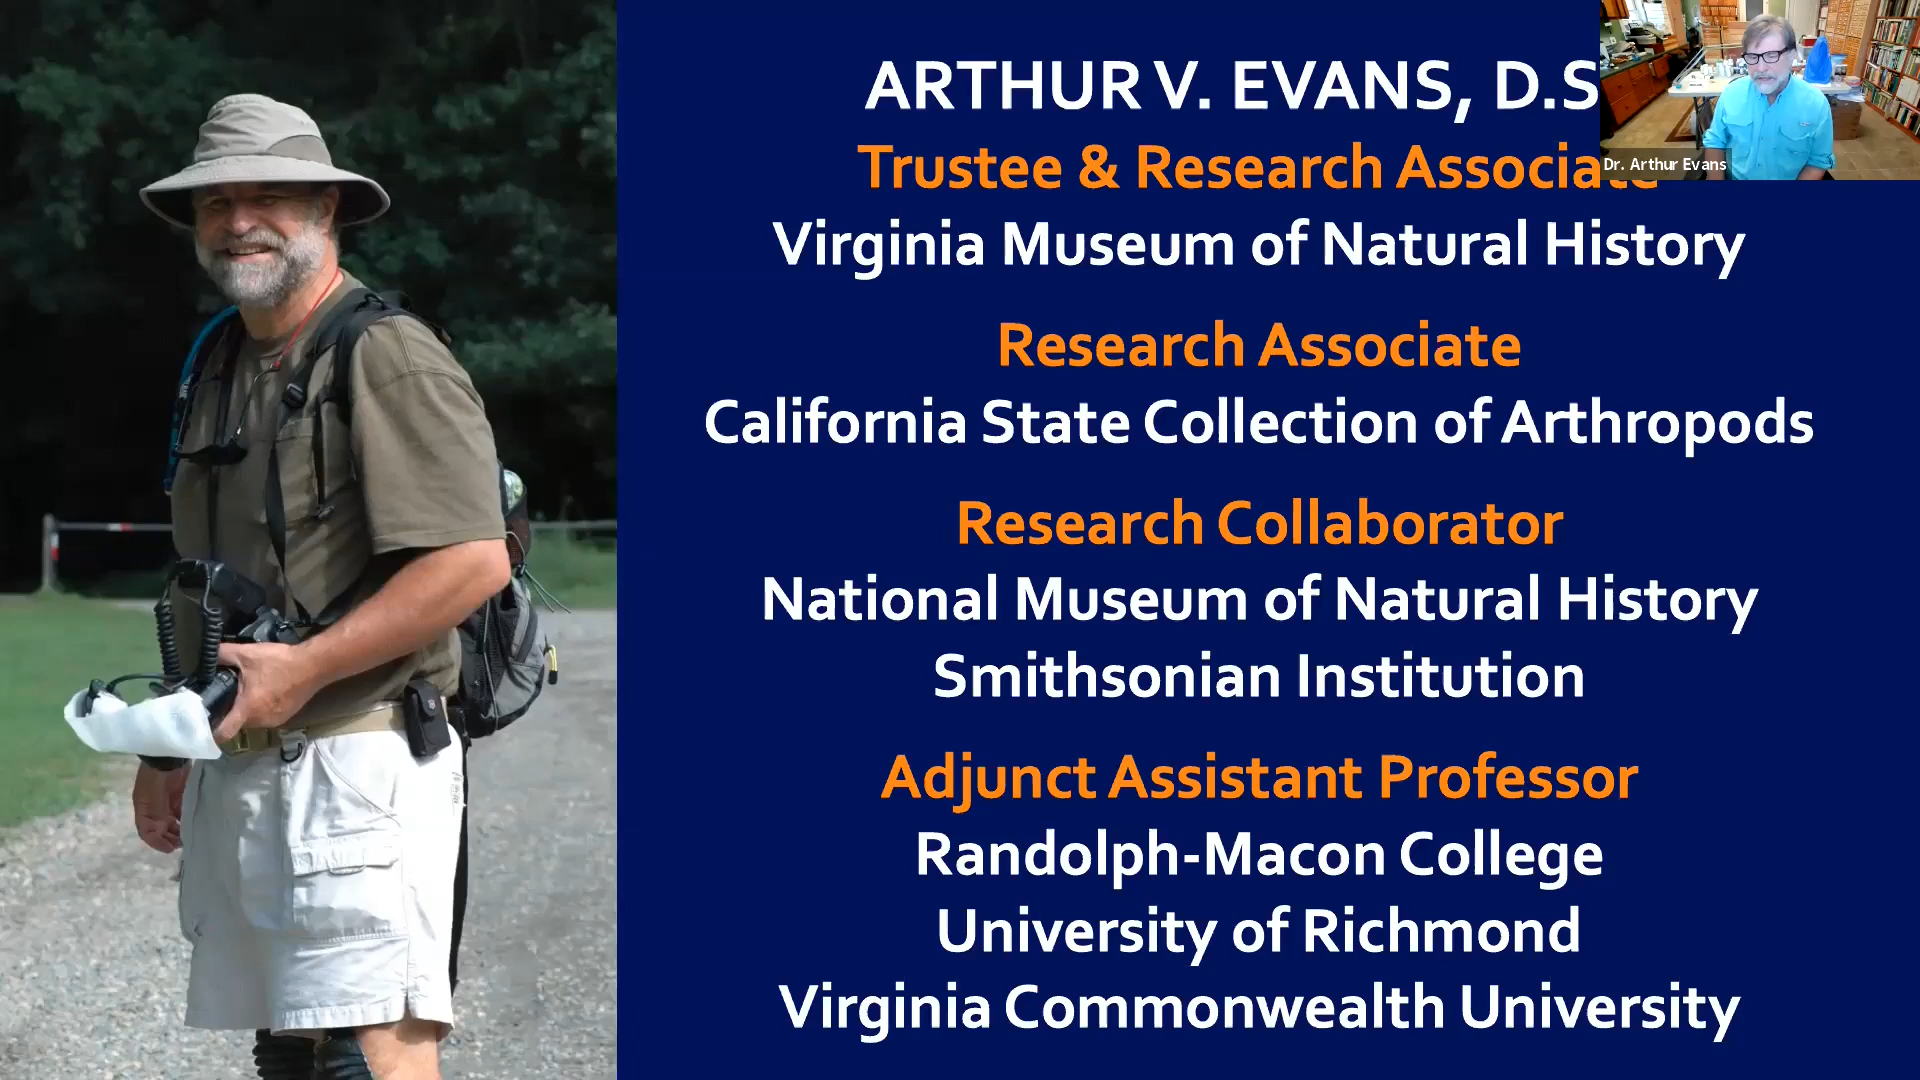 ARTHUR V. EVANS, D.S
Trustee & Research Associate
Dr. Arthur Evans
Virginia Museum of Natural History
Research Associate
California State Collection of Arthropods
Research Collaborator
National Museum of Natural History
Smithsonian Institution
Adjunct Assistant Professor
Randolph-Macon College
University of Richmond
Virginia Commonwealth University